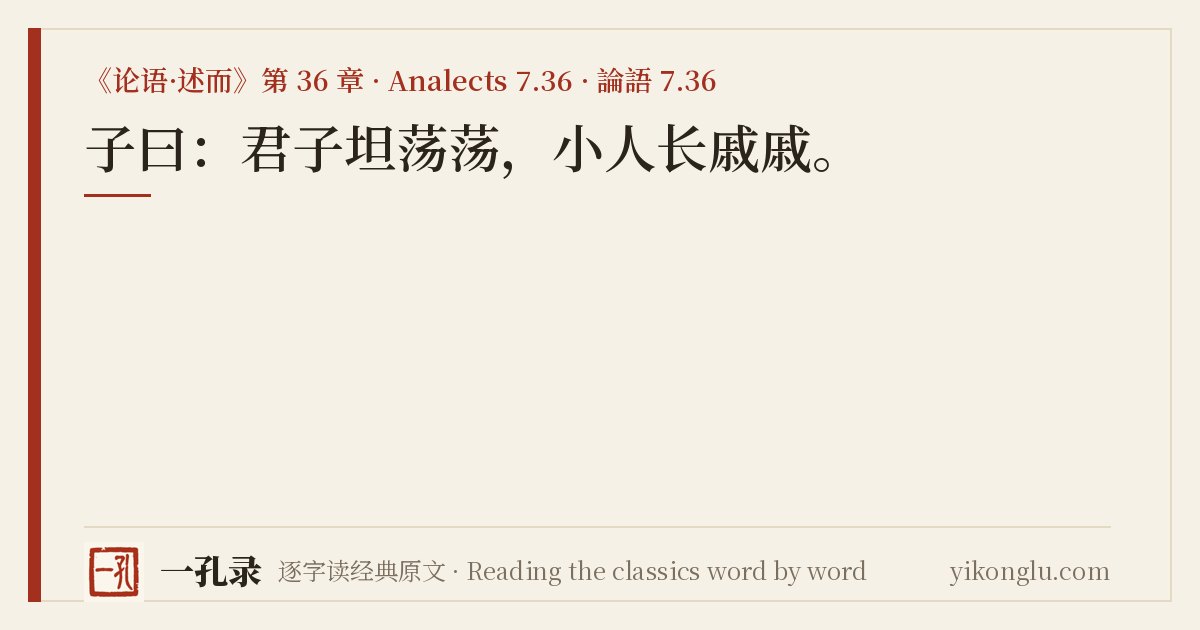 《论语·述而》第 36 章 · Analects 7.36 · 論語 7.36
子曰：君子坦荡荡，小人长戚戚。
一孔
一孔录 逐字读经典原文 · Reading the classics word by word yikonglu.com